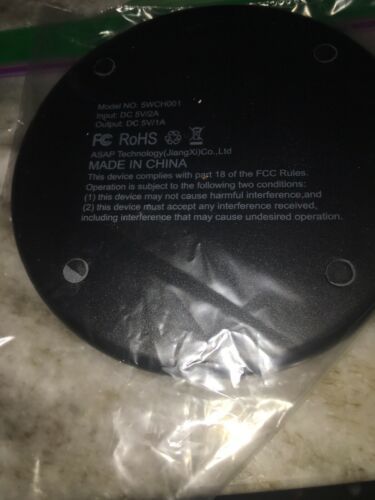 Model NO: 5WCH001
Input: DC 5V/2A
Output: DC 5V/1A
FC RoHS
ASAP Technology(JiangXi)Co.,Ltd
MADE IN CHINA
This device complies with part 18 of the FCC Rules.
Operation is subject to the following two conditions:
(1) this device may not cause harmful interference,and
(2) this device must accept any interference received,
including interference that may cause undesired operation.